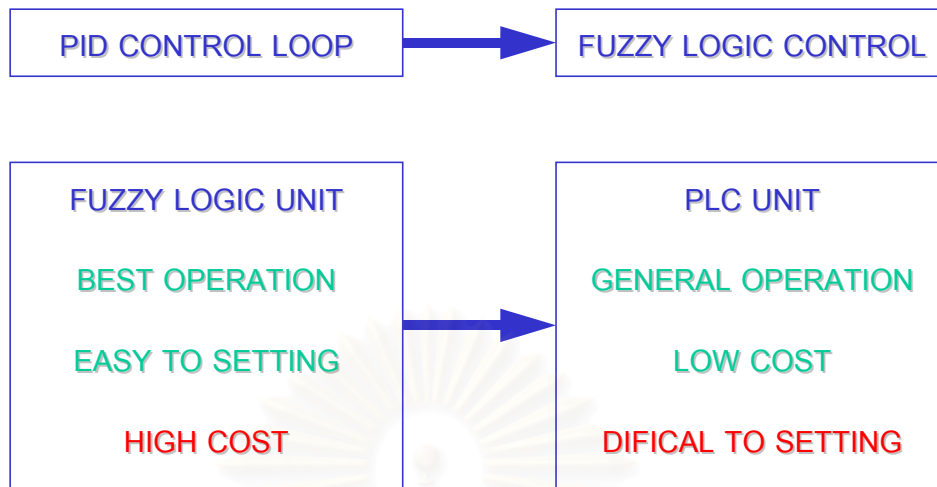 PID CONTROL LOOP
FUZZY LOGIC CONTROL
FUZZY LOGIC UNIT
BEST OPERATION
EASY TO SETTING
HIGH COST
PLC UNIT
GENERAL OPERATION
LOW COST
DIFICAL TO SETTING